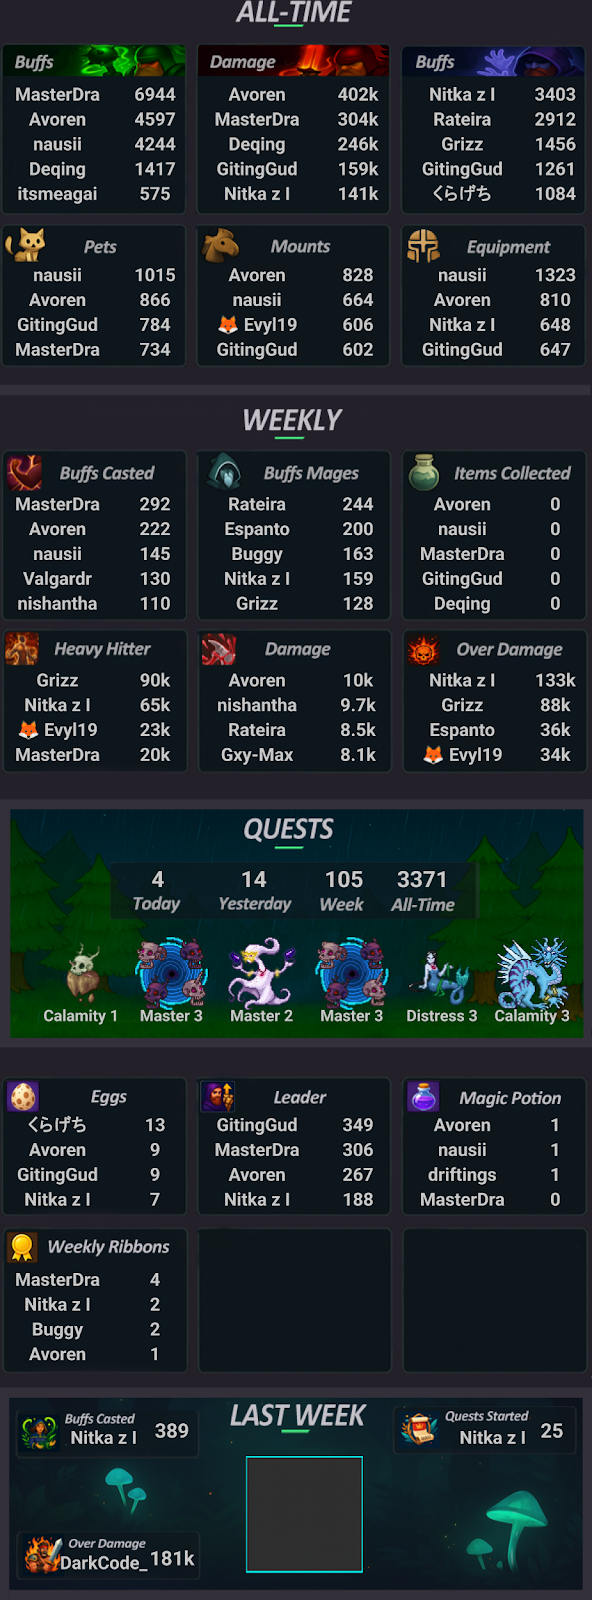 ALL-TIME
Buffs
MasterDra 6944
Avoren 4597
nausii 4244
Deqing 1417
itsmeagai 575
Damage
Avoren 402k
MasterDra 304k
Deqing 246k
GitingGud 159k
Nitka z I 141k
Buffs
Nitka z I 3403
Rateira 2912
Grizz 1456
GitingGud 1261
くらげち 1084
Pets
nausii 1015
Avoren 866
GitingGud 784
MasterDra 734
Mounts
Avoren 828
nausii 664
🦊 Evyl19 606
GitingGud 602
Equipment
nausii 1323
Avoren 810
Nitka z I 648
GitingGud 647
WEEKLY
Buffs Casted
MasterDra 292
Avoren 222
nausii 145
Valgardr 130
nishantha 110
Buffs Mages
Rateira 244
Espanto 200
Buggy 163
Nitka z I 159
Grizz 128
Items Collected
Avoren 0
nausii 0
MasterDra 0
GitingGud 0
Deqing 0
Heavy Hitter
Grizz 90k
Nitka z I 65k
🦊 Evyl19 23k
MasterDra 20k
Damage
Avoren 10k
nishantha 9.7k
Rateira 8.5k
Gxy-Max 8.1k
Over Damage
Nitka z I 133k
Grizz 88k
Espanto 36k
🦊 Evyl19 34k
QUESTS
4 14 105 3371
Today Yesterday Week All-Time
Calamity 1 Master 3 Master 2 Master 3 Distress 3 Calamity 3
Eggs
くらげち 13
Avoren 9
GitingGud 9
Nitka z I 7
Leader
GitingGud 349
MasterDra 306
Avoren 267
Nitka z I 188
Magic Potion
Avoren 1
nausii 1
driftings 1
MasterDra 0
Weekly Ribbons
MasterDra 4
Nitka z I 2
Buggy 2
Avoren 1
LAST WEEK
Buffs Casted
Nitka z I 389
Quests Started
Nitka z I 25
Over Damage
DarkCode_ 181k